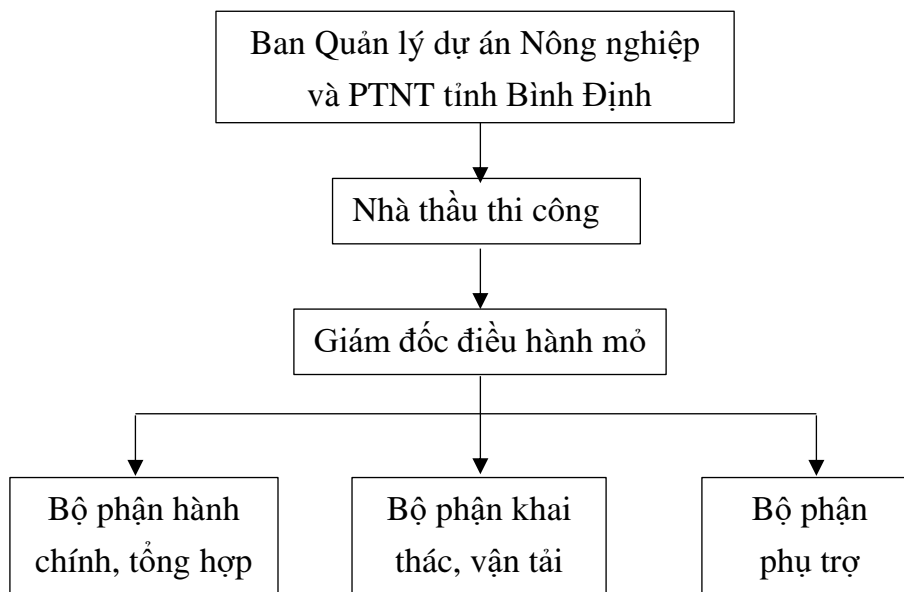 Ban Quản lý dự án Nông nghiệp
và PTNT tỉnh Bình Định
Nhà thầu thi công
Giám đốc điều hành mỏ
Bộ phận hành
chính, tổng hợp
Bộ phận khai
thác, vận tải
Bộ phận
phụ trợ